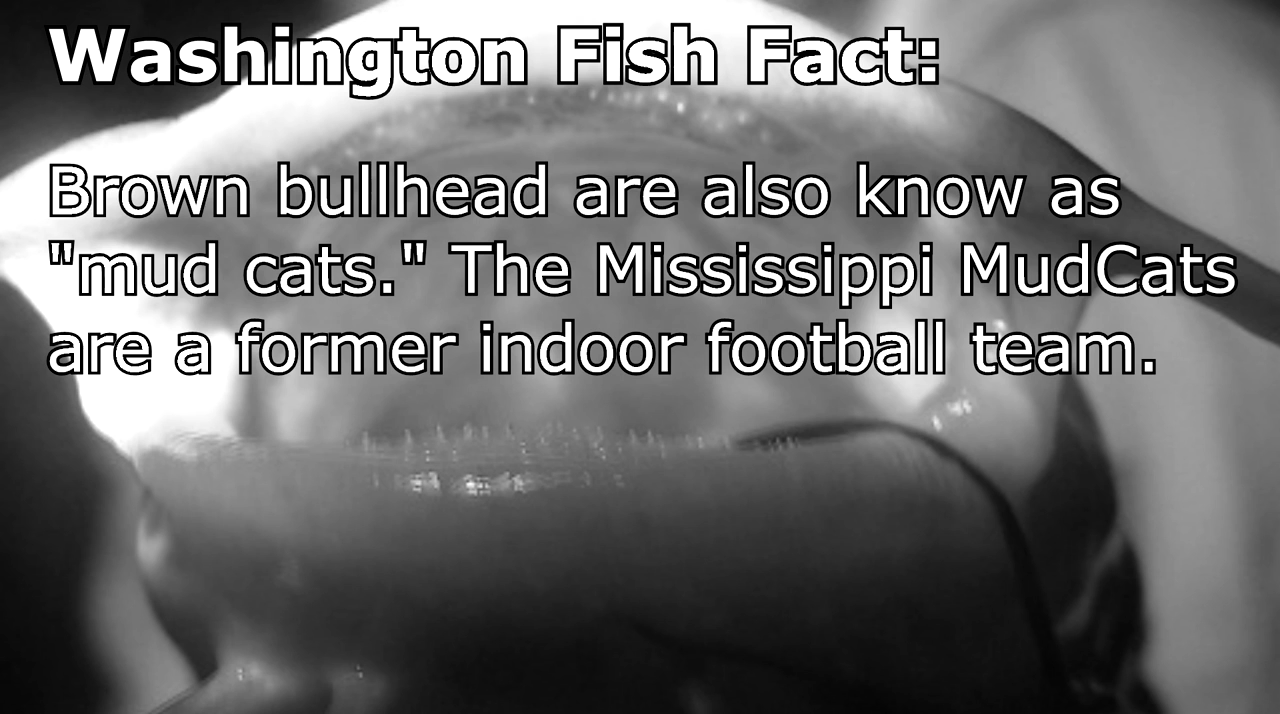 Washington Fish Fact:
Brown bullhead are also know as
"mud cats." The Mississippi MudCats
are a former indoor football team.